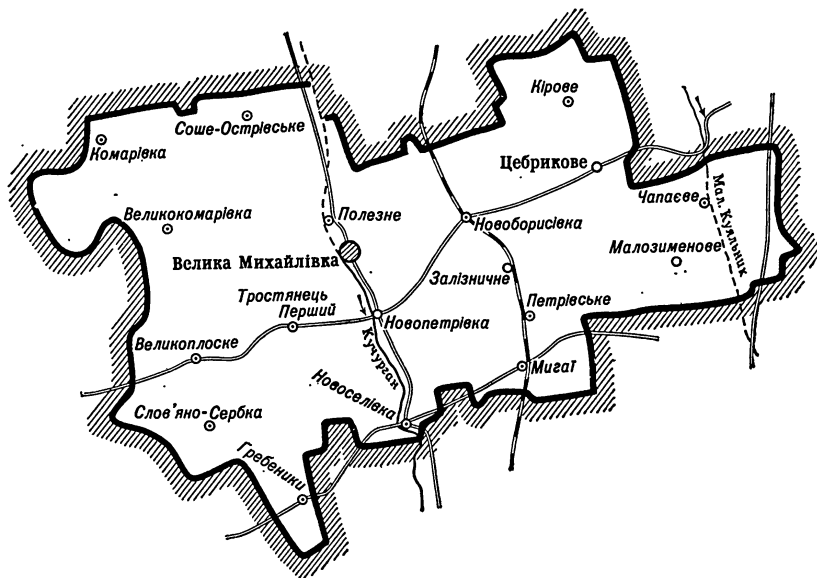 Кірове
Соше-Острівське
Комарівка
Цебрикове
Чапаєве
Мал. Куяльник
Великокомарівка
Полезне
Новоборисівка
Велика Михайлівка
Малозименове
Залізничне
Тростянець
Перший
Новопетрівка
Петрівське
Кучурган
Великоплоске
Мигаї
Новоселівка
Слов'яно-Сербка
Гребеники